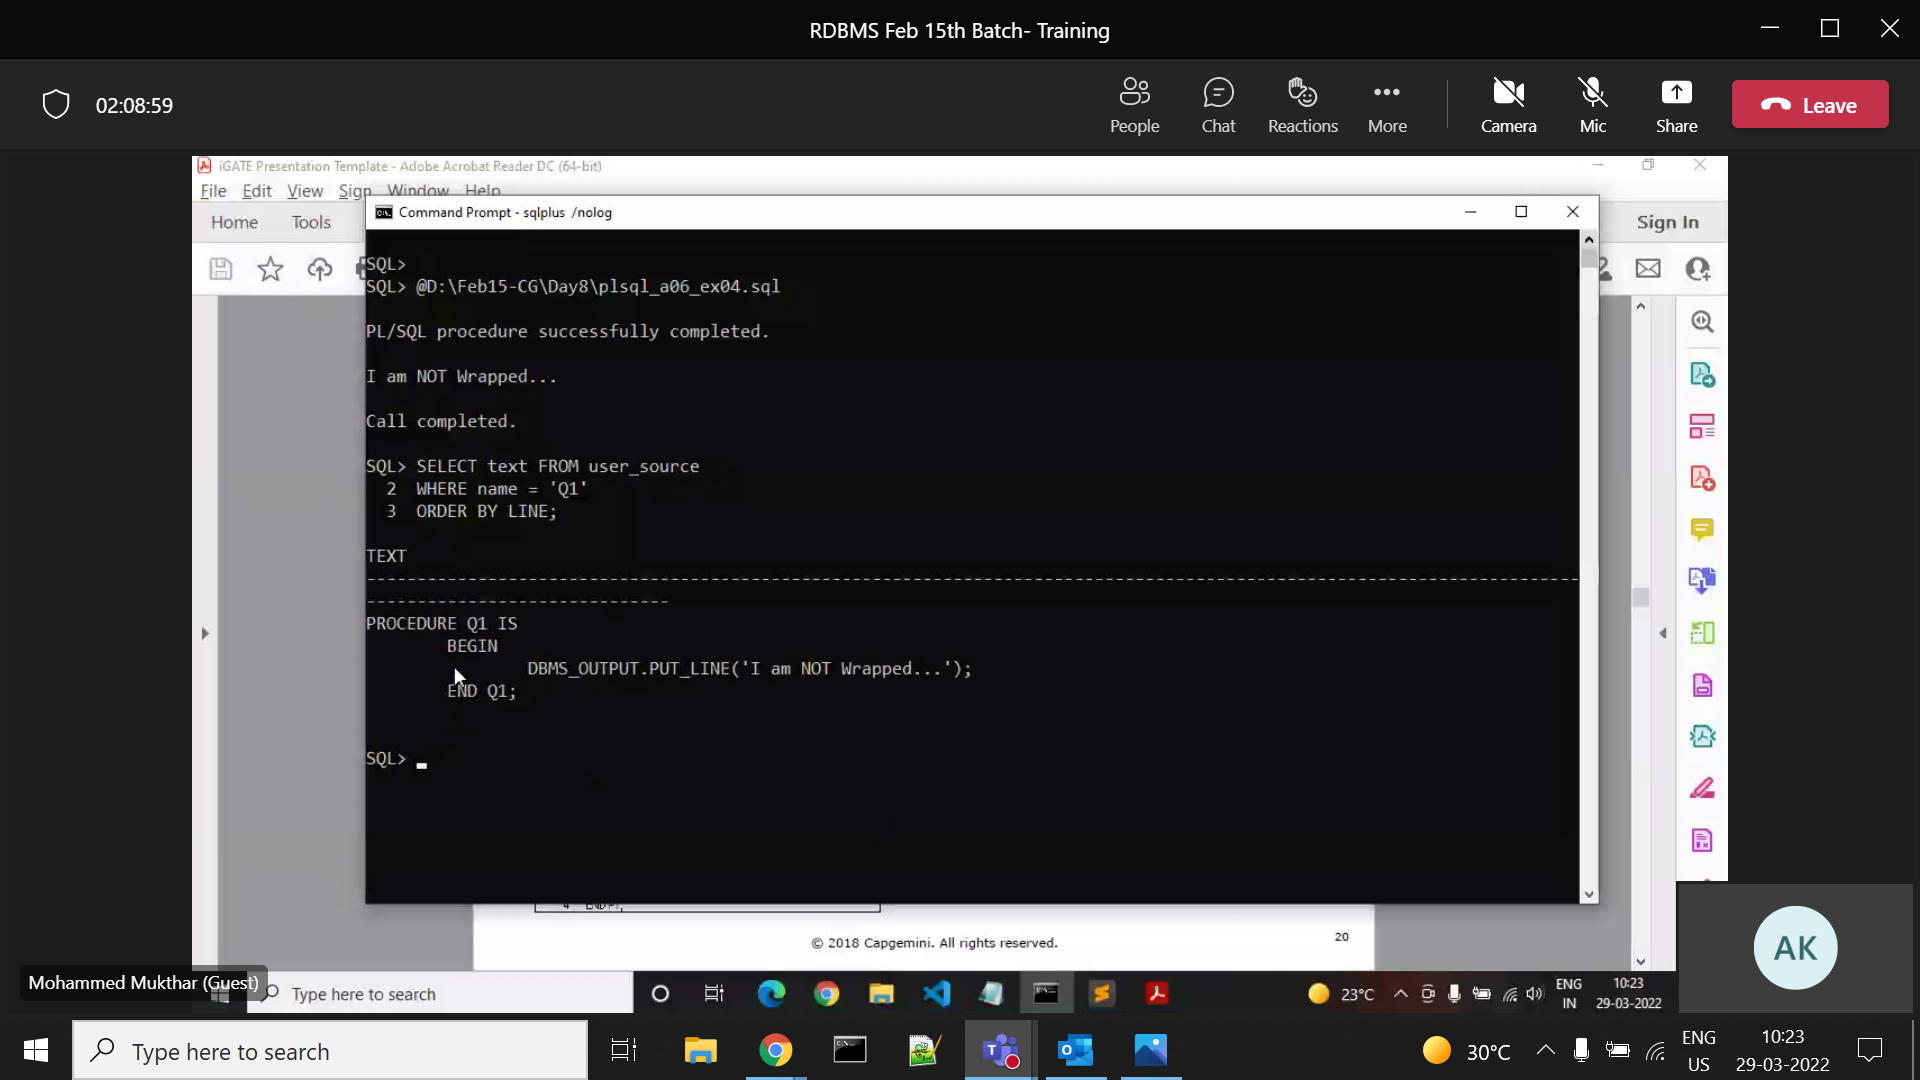 RDBMS Feb 15th Batch- Training
02:08:59
People
Chat
Reactions
More
Camera
Mic
Share
Leave
iGATE Presentation Template - Adobe Acrobat Reader DC (64-bit)
File Edit View Sign Window Help
Home Tools
Sign In
Command Prompt - sqlplus /nolog
SQL>
SQL> @D:\Feb15-CG\Day8\plsql_a06_ex04.sql
PL/SQL procedure successfully completed.
I am NOT Wrapped...
Call completed.
SQL> SELECT text FROM user_source
2 WHERE name = 'Q1'
3 ORDER BY LINE;
TEXT
--------------------------------------------------------------------------------------------------------------------------
------------------------------
PROCEDURE Q1 IS
BEGIN
DBMS_OUTPUT.PUT_LINE('I am NOT Wrapped...');
END Q1;
SQL>
© 2018 Capgemini. All rights reserved.
20
AK
Mohammed Mukthar (Guest)
Type here to search
23°C
ENG
IN
10:23
29-03-2022
Type here to search
30°C
ENG
US
10:23
29-03-2022